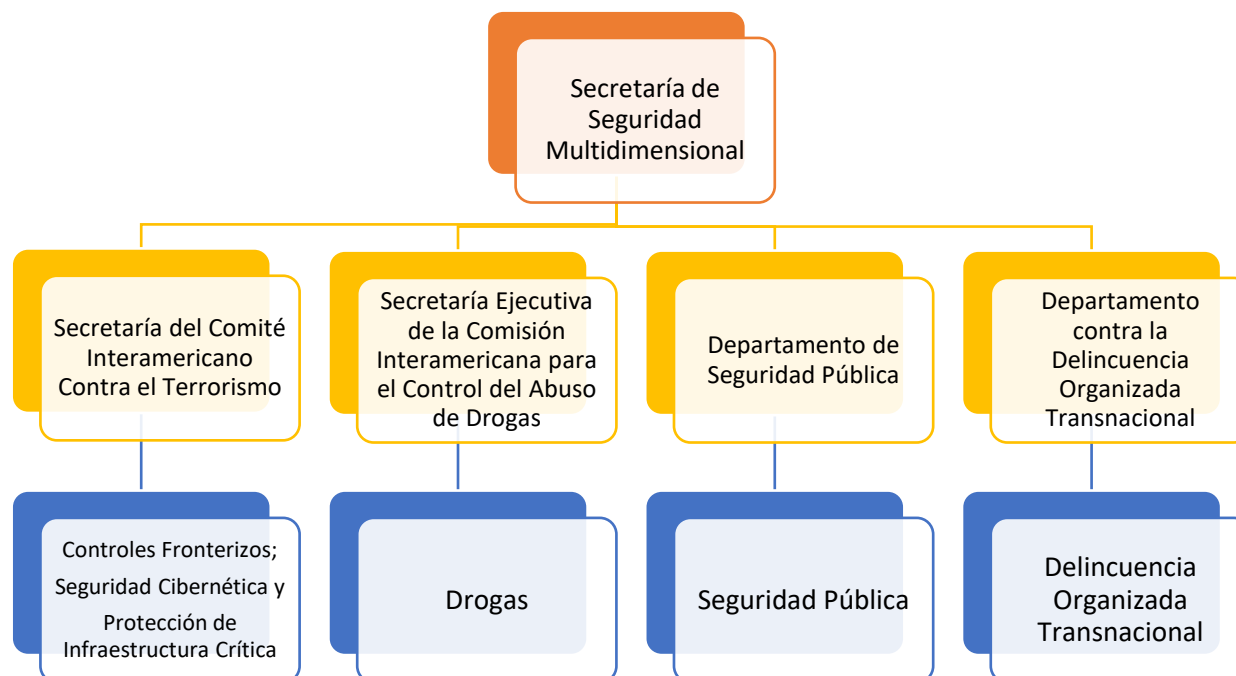 Secretaría de
Seguridad
Multidimensional
Secretaría del Comité
Interamericano
Contra el Terrorismo
Secretaría Ejecutiva
de la Comisión
Interamericana para
el Control del Abuso
de Drogas
Departamento de
Seguridad Pública
Departamento
contra la
Delincuencia
Organizada
Transnacional
Controles Fronterizos;
Seguridad Cibernética y
Protección de
Infraestructura Crítica
Drogas
Seguridad Pública
Delincuencia
Organizada
Transnacional